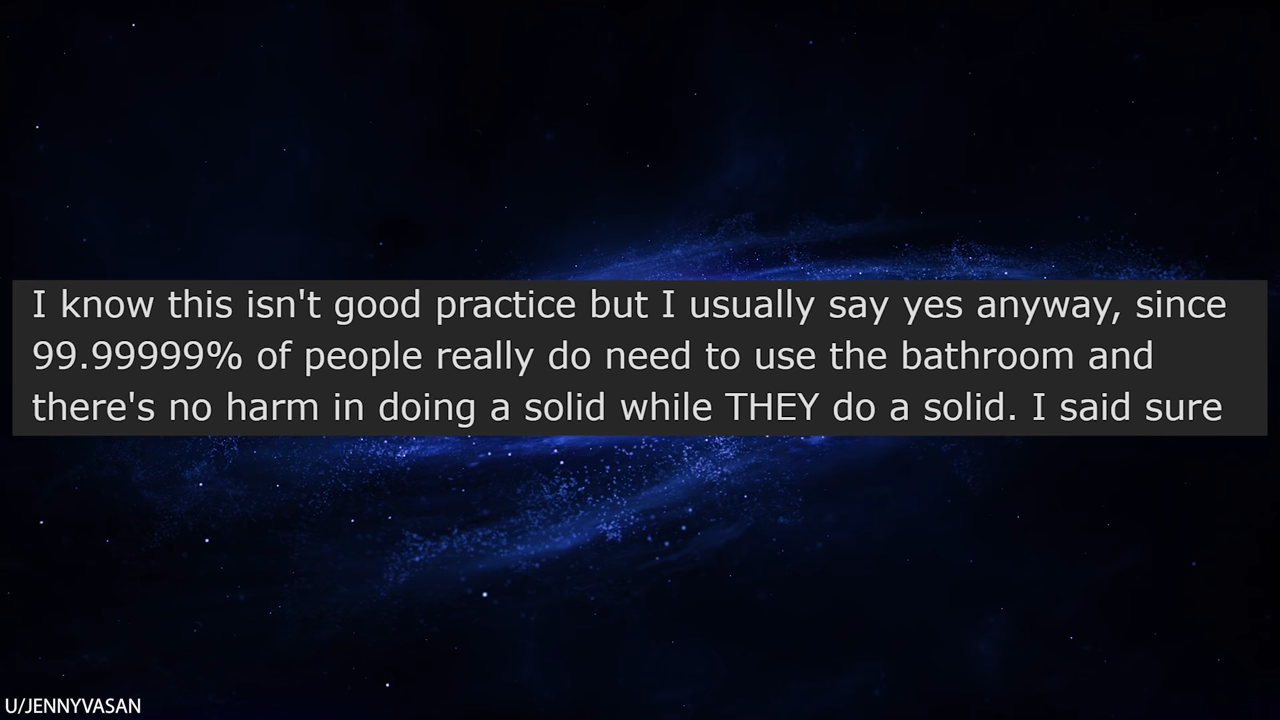 I know this isn't good practice but I usually say yes anyway, since
99.99999% of people really do need to use the bathroom and
there's no harm in doing a solid while THEY do a solid. I said sure
U/JENNYVASAN